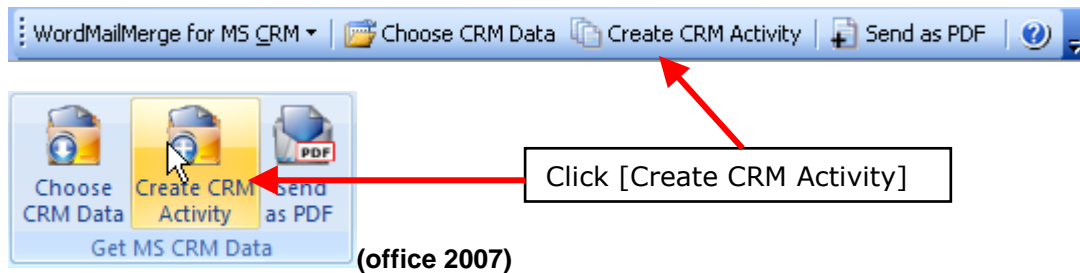 WordMailMerge for MS CRM Choose CRM Data Create CRM Activity Send as PDF ?
PDF
Choose CRM Data
Create CRM Activity
Send as PDF
Click [Create CRM Activity]
Get MS CRM Data
(office 2007)